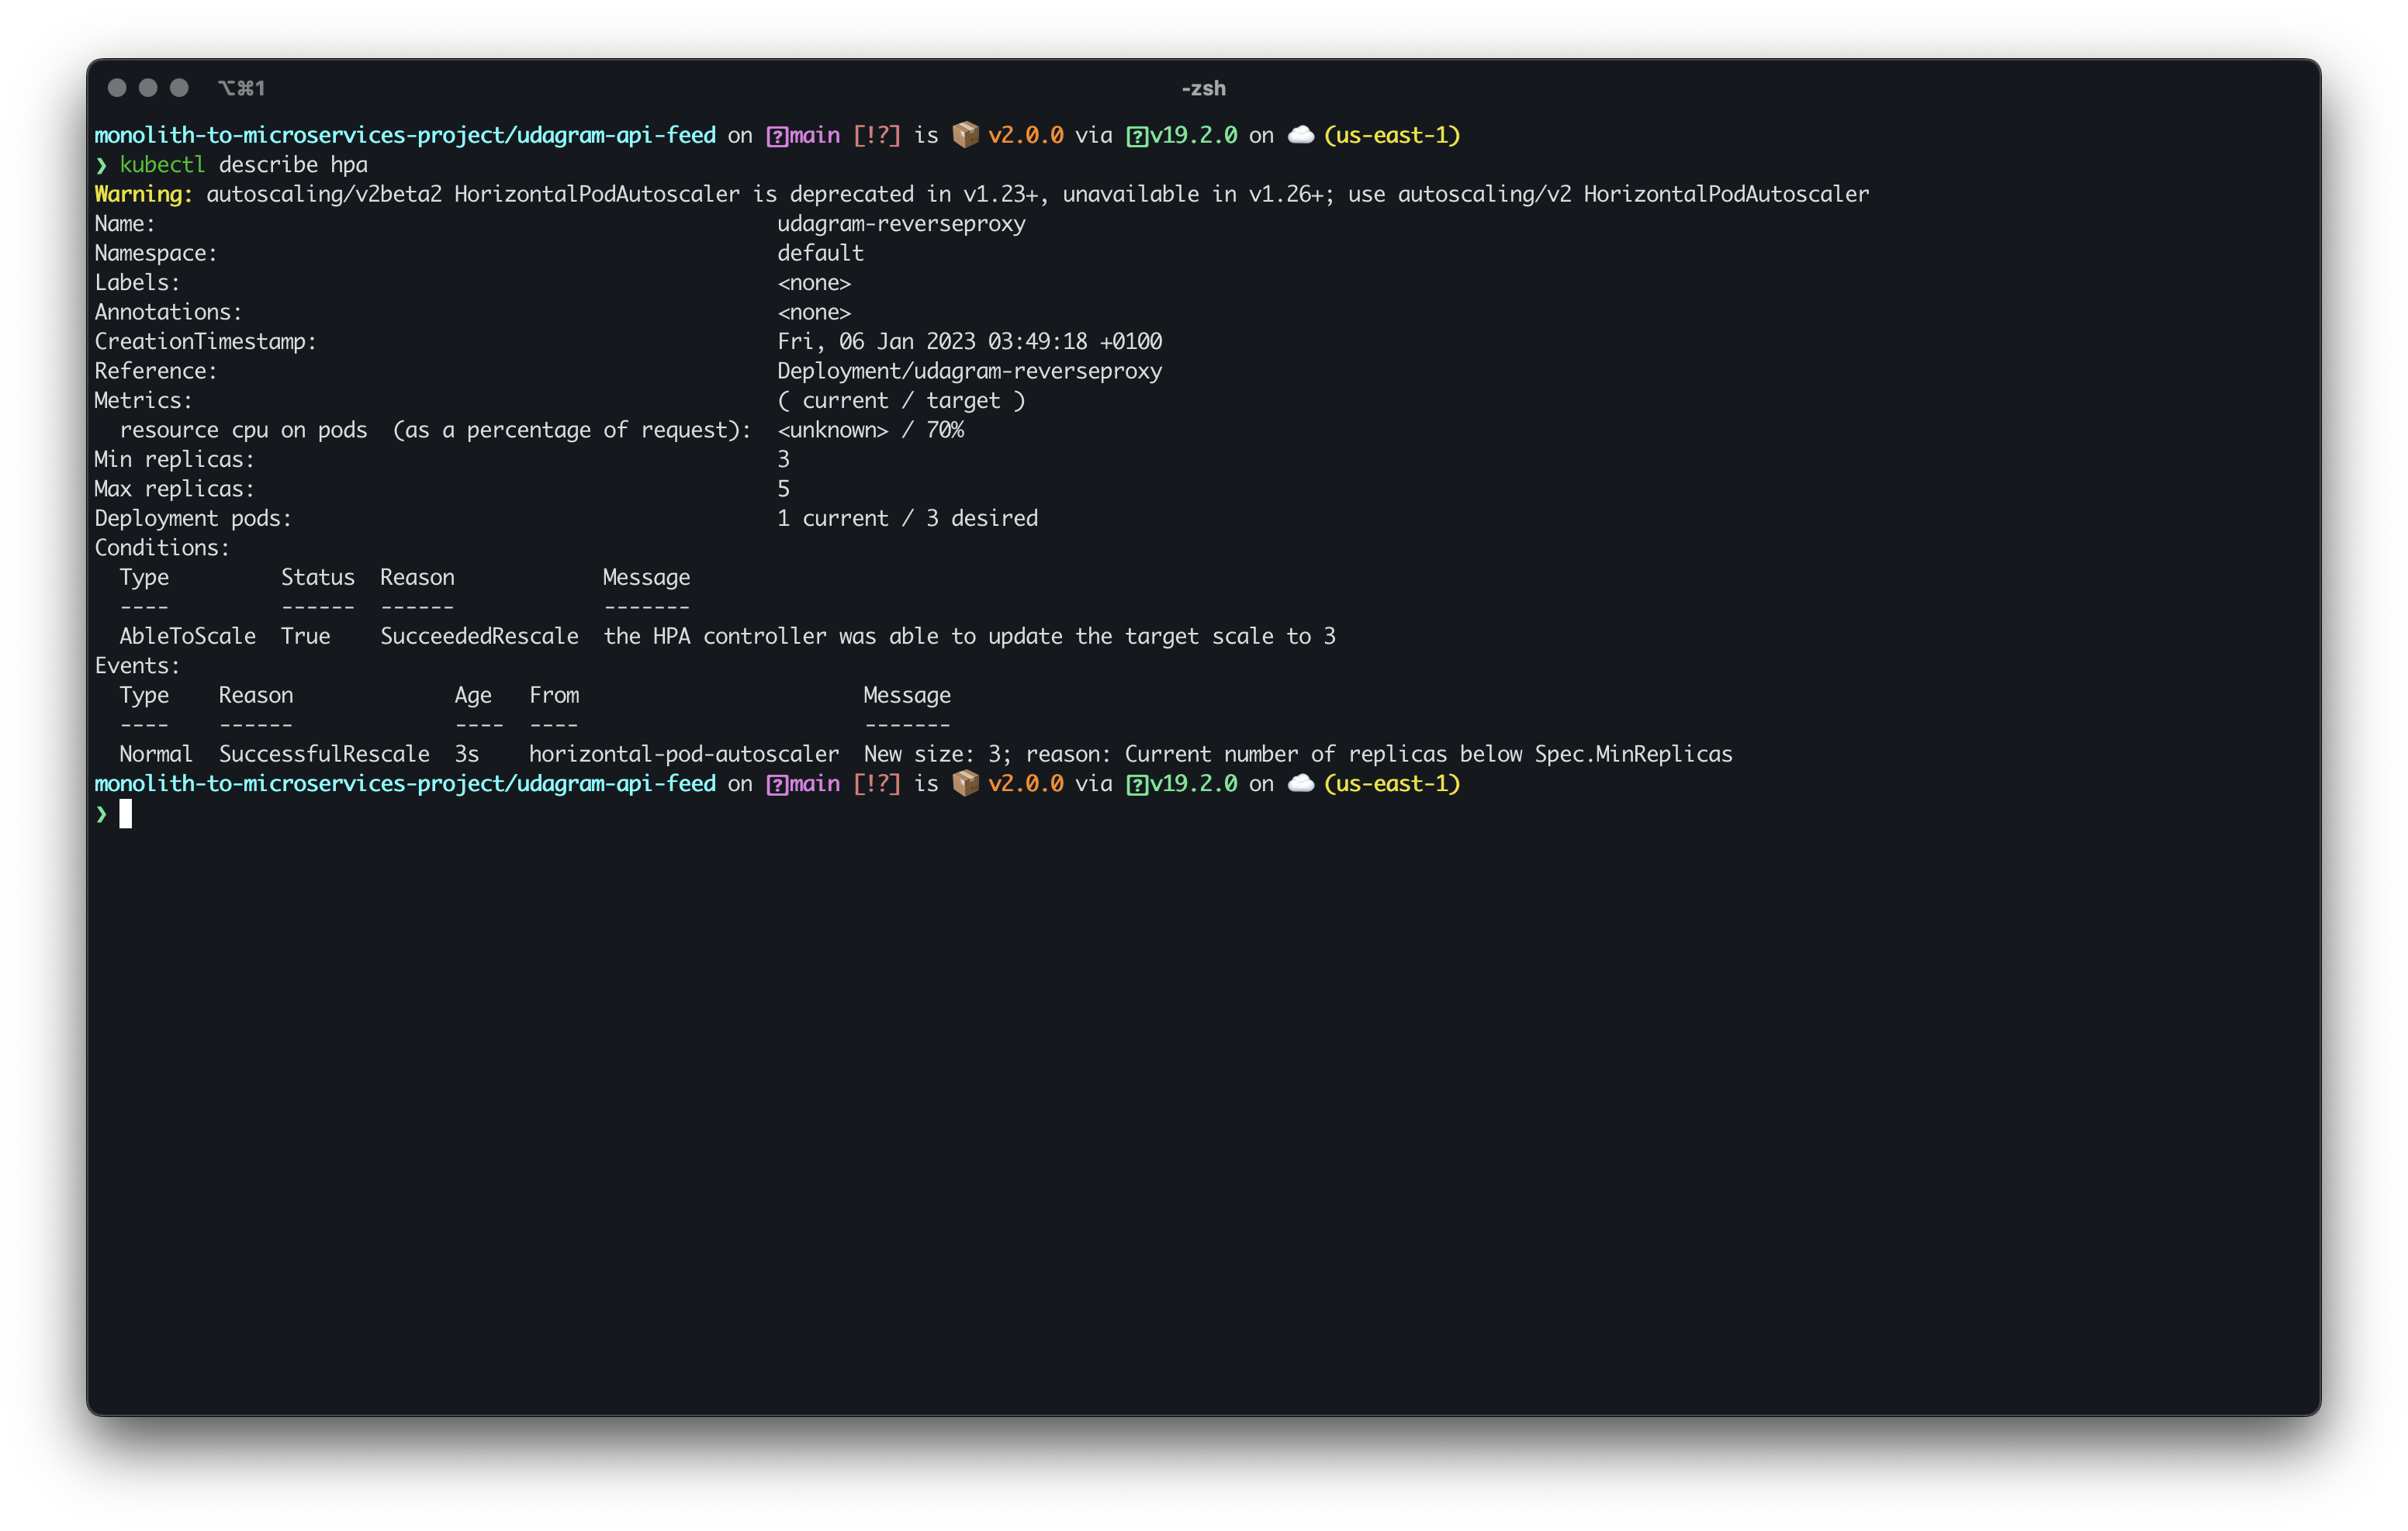 ⌥⌘1 -zsh
monolith-to-microservices-project/udagram-api-feed on ?main [!?] is 📦 v2.0.0 via ?v19.2.0 on ☁️ (us-east-1)
❯ kubectl describe hpa
Warning: autoscaling/v2beta2 HorizontalPodAutoscaler is deprecated in v1.23+, unavailable in v1.26+; use autoscaling/v2 HorizontalPodAutoscaler
Name:                                                  udagram-reverseproxy
Namespace:                                             default
Labels:                                                <none>
Annotations:                                           <none>
CreationTimestamp:                                     Fri, 06 Jan 2023 03:49:18 +0100
Reference:                                             Deployment/udagram-reverseproxy
Metrics:                                               ( current / target )
  resource cpu on pods  (as a percentage of request):  <unknown> / 70%
Min replicas:                                          3
Max replicas:                                          5
Deployment pods:                                       1 current / 3 desired
Conditions:
  Type         Status  Reason            Message
  ----         ------  ------            -------
  AbleToScale  True    SucceededRescale  the HPA controller was able to update the target scale to 3
Events:
  Type    Reason             Age   From                       Message
  ----    ------             ----  ----                       -------
  Normal  SuccessfulRescale  3s    horizontal-pod-autoscaler  New size: 3; reason: Current number of replicas below Spec.MinReplicas
monolith-to-microservices-project/udagram-api-feed on ?main [!?] is 📦 v2.0.0 via ?v19.2.0 on ☁️ (us-east-1)
❯